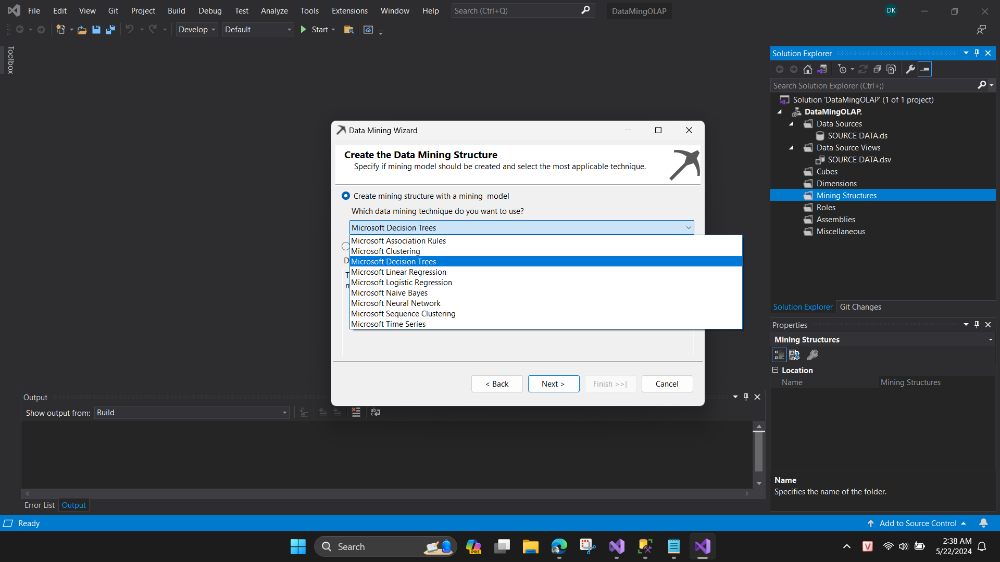 File Edit View Git Project Build Debug Test Analyze Tools Extensions Window Help Search (Ctrl+Q) DataMingOLAP DK
Develop Default Start
Toolbox
Solution Explorer
Search Solution Explorer (Ctrl+;)
Solution 'DataMingOLAP' (1 of 1 project)
DataMingOLAP.
Data Sources
SOURCE DATA.ds
Data Source Views
SOURCE DATA.dsv
Cubes
Dimensions
Mining Structures
Roles
Assemblies
Miscellaneous
Solution Explorer Git Changes
Data Mining Wizard
Create the Data Mining Structure
Specify if mining model should be created and select the most applicable technique.
Create mining structure with a mining model
Which data mining technique do you want to use?
Microsoft Decision Trees
Microsoft Association Rules
Microsoft Clustering
D
Microsoft Decision Trees
T
Microsoft Linear Regression
Microsoft Logistic Regression
Microsoft Naive Bayes
Microsoft Neural Network
Microsoft Sequence Clustering
Microsoft Time Series
< Back Next > Finish >>| Cancel
Properties
Mining Structures
Location
Name Mining Structures
Name
Specifies the name of the folder.
Output
Show output from: Build
Error List Output
Ready Add to Source Control
Search PRE V 2:38 AM
5/22/2024